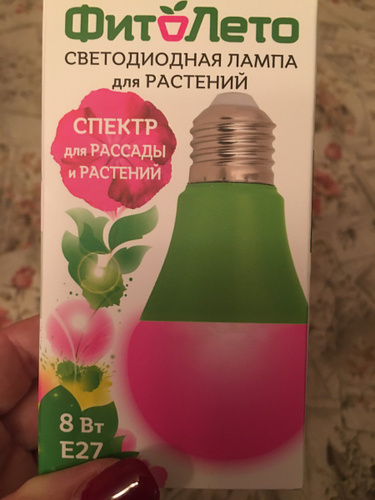 ФитоЛето
СВЕТОДИОДНАЯ ЛАМПА
для РАСТЕНИЙ
СПЕКТР
для РАССАДЫ
и РАСТЕНИЙ
8 Вт
E27